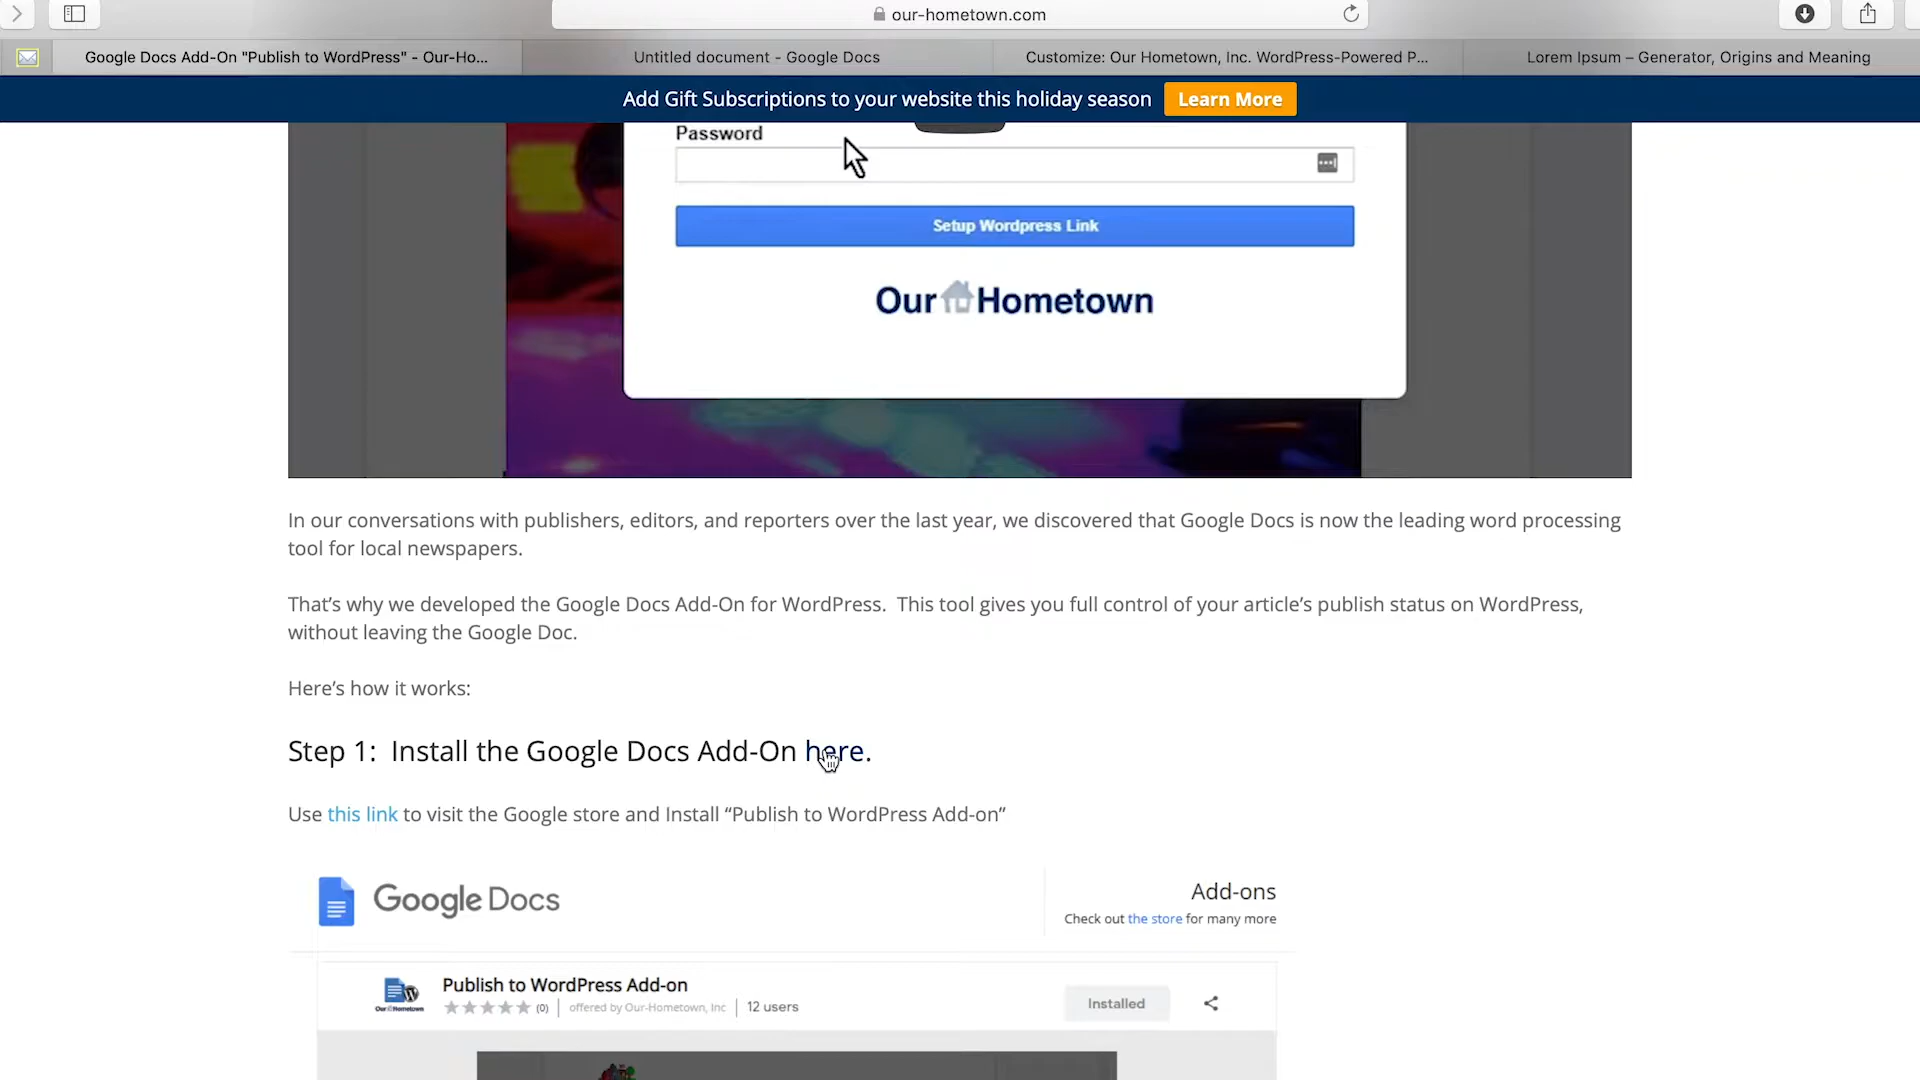 our-hometown.com
Google Docs Add-On "Publish to WordPress" - Our-Ho...
Untitled document - Google Docs
Customize: Our Hometown, Inc. WordPress-Powered P...
Lorem Ipsum – Generator, Origins and Meaning
Add Gift Subscriptions to your website this holiday season Learn More
Password
Setup Wordpress Link
Our Hometown
In our conversations with publishers, editors, and reporters over the last year, we discovered that Google Docs is now the leading word processing
tool for local newspapers.
That’s why we developed the Google Docs Add-On for WordPress. This tool gives you full control of your article’s publish status on WordPress,
without leaving the Google Doc.
Here’s how it works:
Step 1: Install the Google Docs Add-On here.
Use this link to visit the Google store and Install “Publish to WordPress Add-on”
Google Docs
Add-ons
Check out the store for many more
Publish to WordPress Add-on
(0) offered by Our-Hometown, Inc 12 users
Installed
Our Hometown